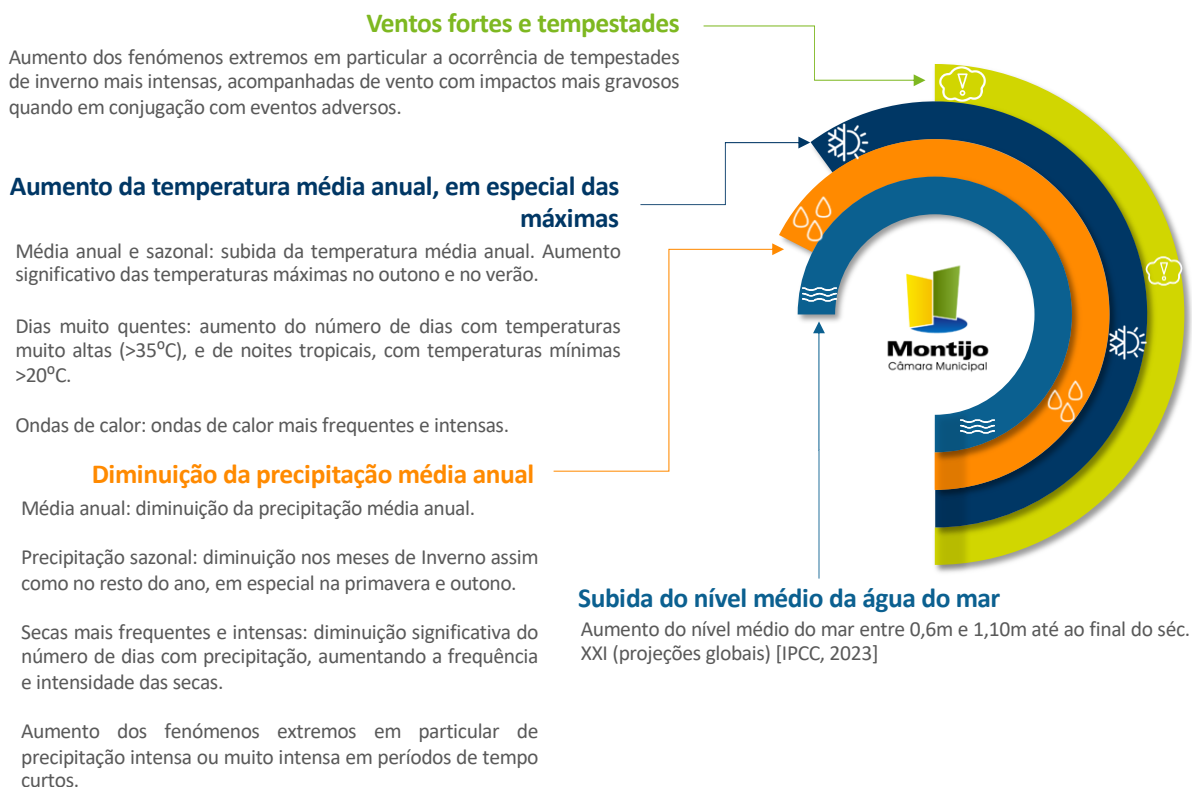 Ventos fortes e tempestades
Aumento dos fenómenos extremos em particular a ocorrência de tempestades
de inverno mais intensas, acompanhadas de vento com impactos mais gravosos
quando em conjugação com eventos adversos.
Aumento da temperatura média anual, em especial das
máximas
Média anual e sazonal: subida da temperatura média anual. Aumento
significativo das temperaturas máximas no outono e no verão.
Dias muito quentes: aumento do número de dias com temperaturas
muito altas (>35ºC), e de noites tropicais, com temperaturas mínimas
>20ºC.
Ondas de calor: ondas de calor mais frequentes e intensas.
Diminuição da precipitação média anual
Média anual: diminuição da precipitação média anual.
Precipitação sazonal: diminuição nos meses de Inverno assim
como no resto do ano, em especial na primavera e outono.
Secas mais frequentes e intensas: diminuição significativa do
número de dias com precipitação, aumentando a frequência
e intensidade das secas.
Aumento dos fenómenos extremos em particular de
precipitação intensa ou muito intensa em períodos de tempo
curtos.
Montijo
Câmara Municipal
Subida do nível médio da água do mar
Aumento do nível médio do mar entre 0,6m e 1,10m até ao final do séc.
XXI (projeções globais) [IPCC, 2023]